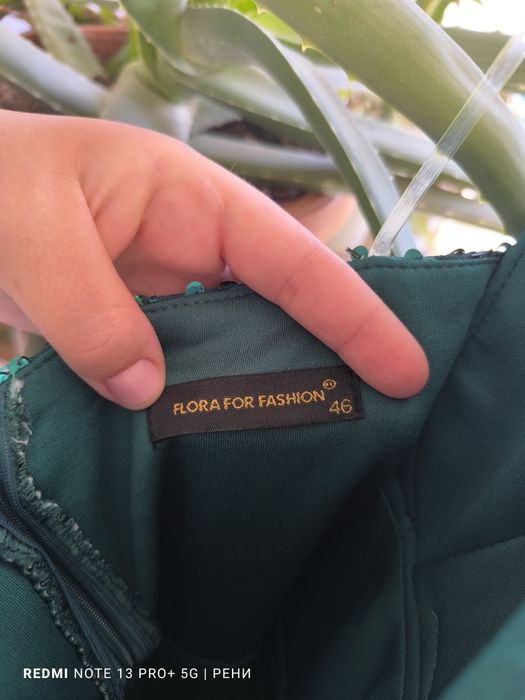 FLORA FOR FASHION
46
REDMI NOTE 13 PRO+ 5G | РЕНИ